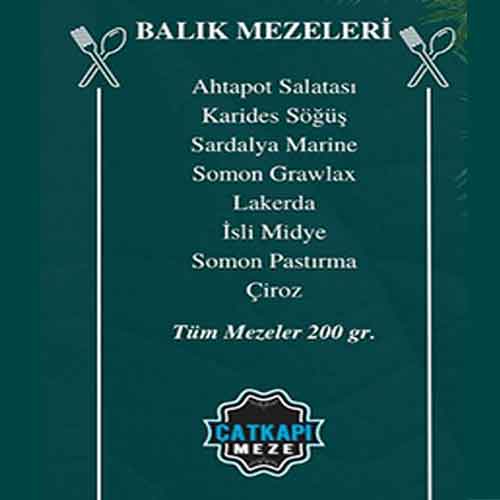 BALIK MEZELERİ
Ahtapot Salatası
Karides Söğüş
Sardalya Marine
Somon Grawlax
Lakerda
İsli Midye
Somon Pastırma
Çiroz
Tüm Mezeler 200 gr.
ÇATKAPI
MEZE